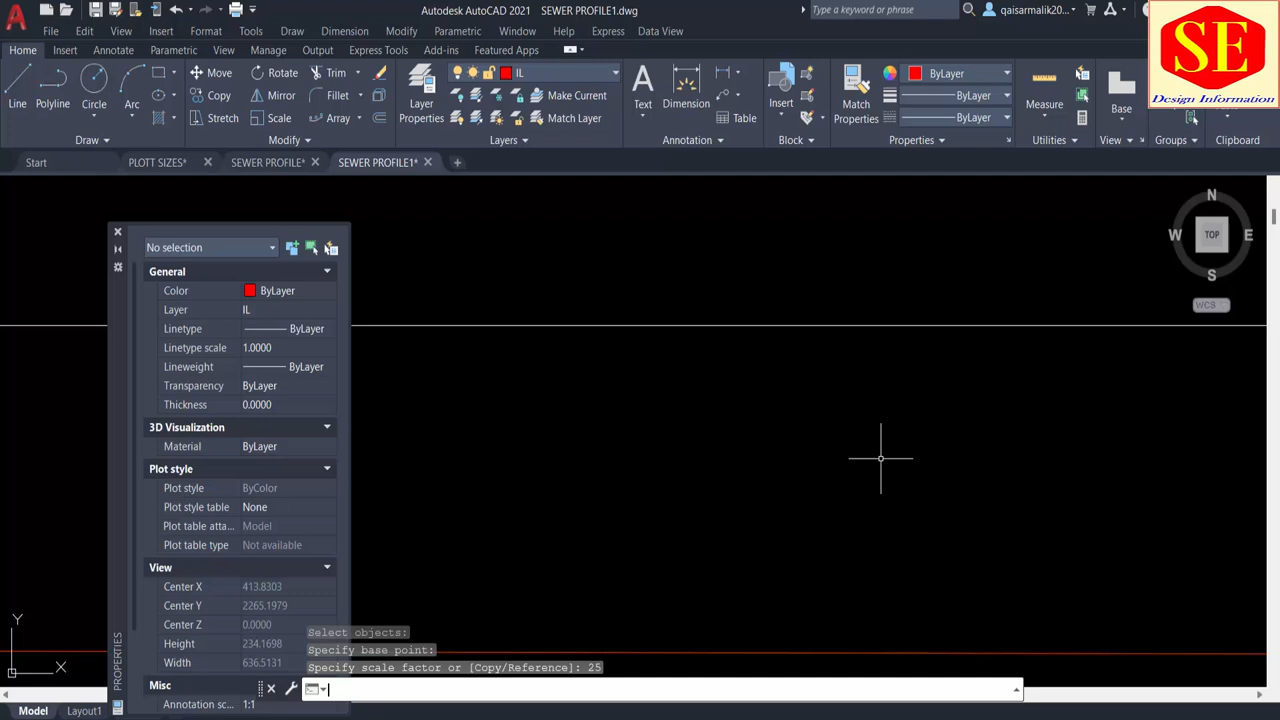 Autodesk AutoCAD 2021 SEWER PROFILE1.dwg
Type a keyword or phrase
qaisarmalik20...
File Edit View Insert Format Tools Draw Dimension Modify Parametric Window Help Express Data View
Home Insert Annotate Parametric View Manage Output Express Tools Add-ins Featured Apps
SE
Design Information
Line
Polyline
Circle
Arc
Move
Rotate
Trim
Copy
Mirror
Fillet
Stretch
Scale
Array
Layer
Properties
IL
Make Current
Match Layer
Text
Dimension
Table
Insert
Match
Properties
ByLayer
ByLayer
ByLayer
Measure
Base
Draw
Modify
Layers
Annotation
Block
Properties
Utilities
View
Groups
Clipboard
Start
PLOTT SIZES*
SEWER PROFILE*
SEWER PROFILE1*
N
W
TOP
E
S
WCS
No selection
General
Color ByLayer
Layer IL
Linetype ByLayer
Linetype scale 1.0000
Lineweight ByLayer
Transparency ByLayer
Thickness 0.0000
3D Visualization
Material ByLayer
Plot style
Plot style ByColor
Plot style table None
Plot table atta... Model
Plot table type Not available
View
Center X 413.8303
Center Y 2265.1979
Center Z 0.0000
Height 234.1698
Width 636.5131
Misc
Annotation sc... 1:1
PROPERTIES
Y
X
Select objects:
Specify base point:
Specify scale factor or [Copy/Reference]: 25
Model
Layout1